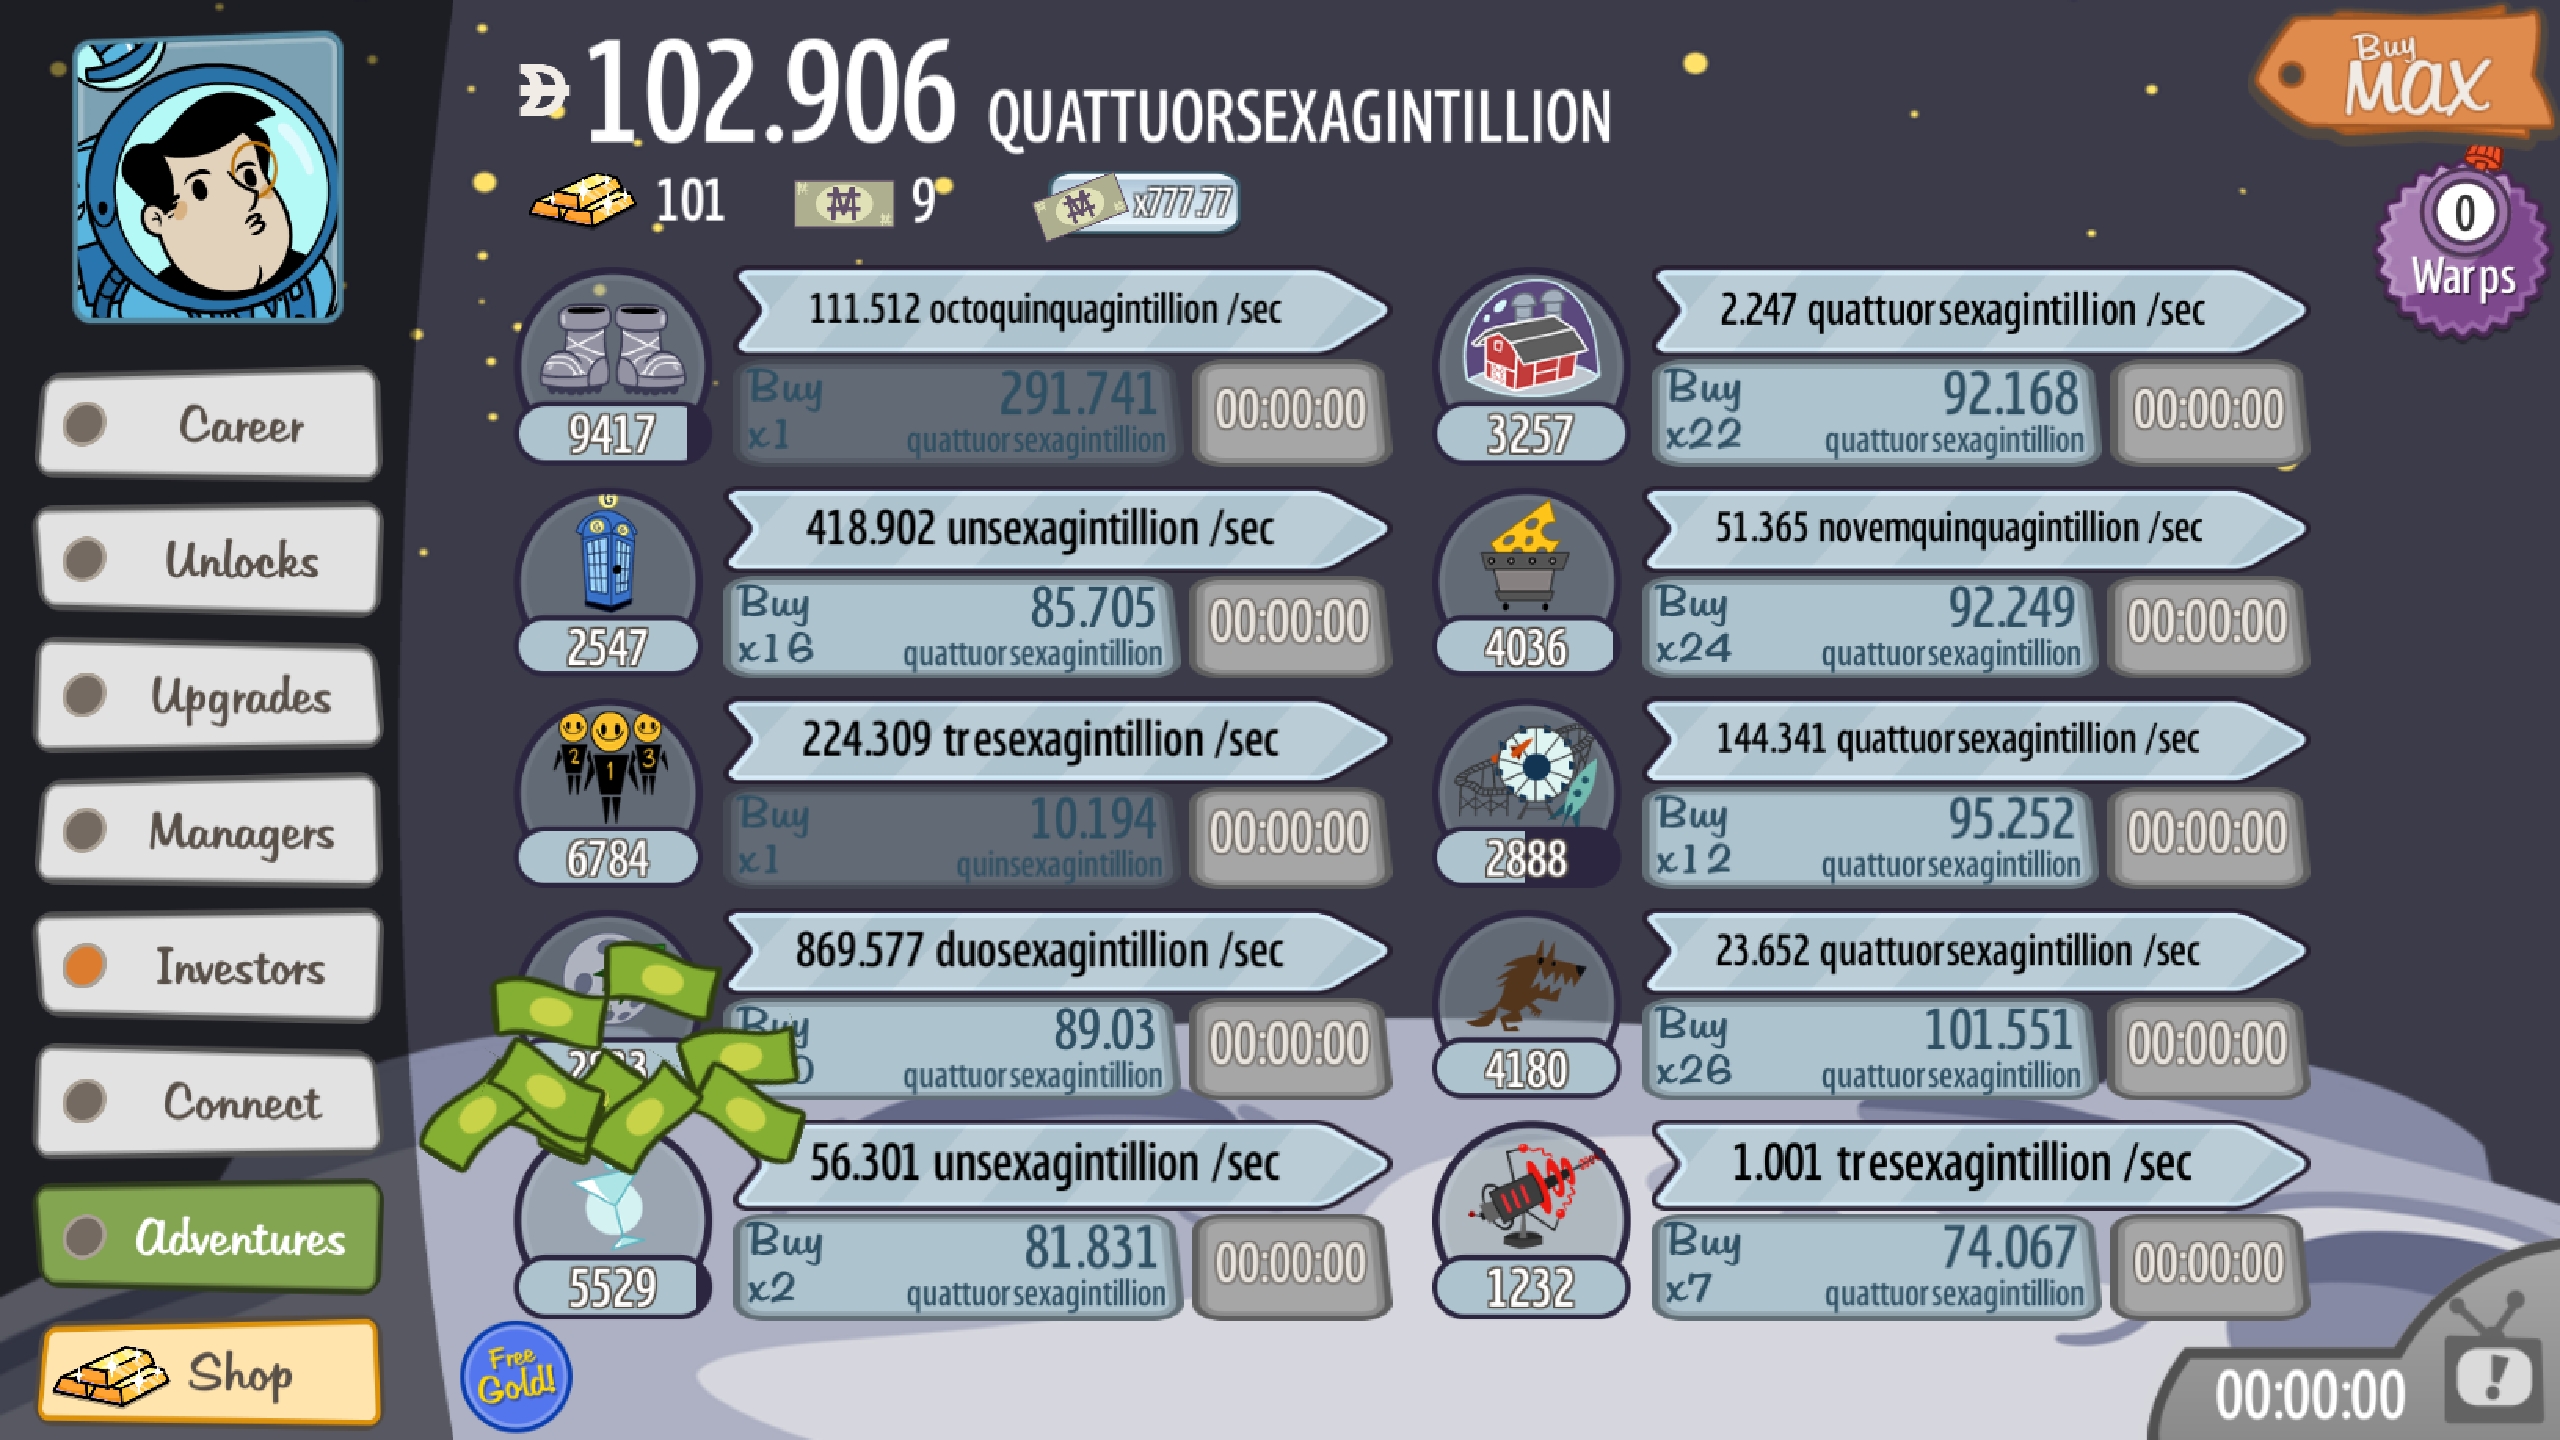 102.906 QUATTUORSEXAGINTILLION
Buy
MAX
101
9
x777.77
0
Warps
Career
Unlocks
Upgrades
Managers
Investors
Connect
Adventures
Shop
111.512 octoquinquagintillion /sec
9417
Buy 291.741
x1 quattuorsexagintillion
00:00:00
2.247 quattuorsexagintillion /sec
3257
Buy 92.168
x22 quattuorsexagintillion
00:00:00
G
G G
418.902 unsexagintillion /sec
2547
Buy 85.705
x16 quattuorsexagintillion
00:00:00
51.365 novemquinquagintillion /sec
4036
Buy 92.249
x24 quattuorsexagintillion
00:00:00
2 1 3
224.309 tresexagintillion /sec
6784
Buy 10.194
x1 quinsexagintillion
00:00:00
144.341 quattuorsexagintillion /sec
2888
Buy 95.252
x12 quattuorsexagintillion
00:00:00
869.577 duosexagintillion /sec
Buy 89.03
quattuorsexagintillion
00:00:00
23.652 quattuorsexagintillion /sec
4180
Buy 101.551
x26 quattuorsexagintillion
00:00:00
56.301 unsexagintillion /sec
5529
Buy 81.831
x2 quattuorsexagintillion
00:00:00
1.001 tresexagintillion /sec
1232
Buy 74.067
x7 quattuorsexagintillion
00:00:00
Free
Gold!
00:00:00
!